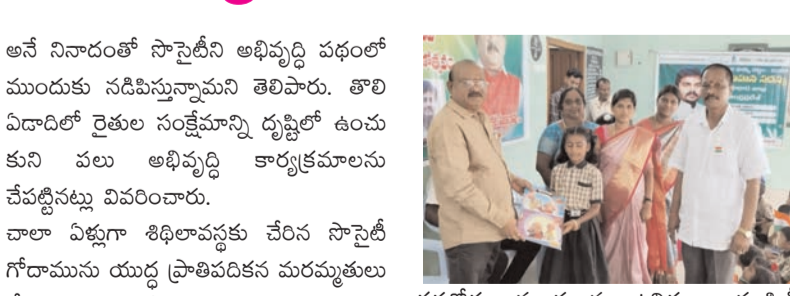 అనే నినాదంతో సొసైటీని అభివృద్ధి పథంలో
ముందుకు నడిపిస్తున్నామని తెలిపారు. తొలి
ఏడాదిలో రైతుల సంక్షేమాన్ని దృష్టిలో ఉంచు
కుని పలు అభివృద్ధి కార్యక్రమాలను
చేపట్టినట్లు వివరించారు.
చాలా ఏళ్లుగా శిథిలావస్థకు చేరిన సొసైటీ
గోదామును యుద్ధ ప్రాతిపదికన మరమ్మతులు